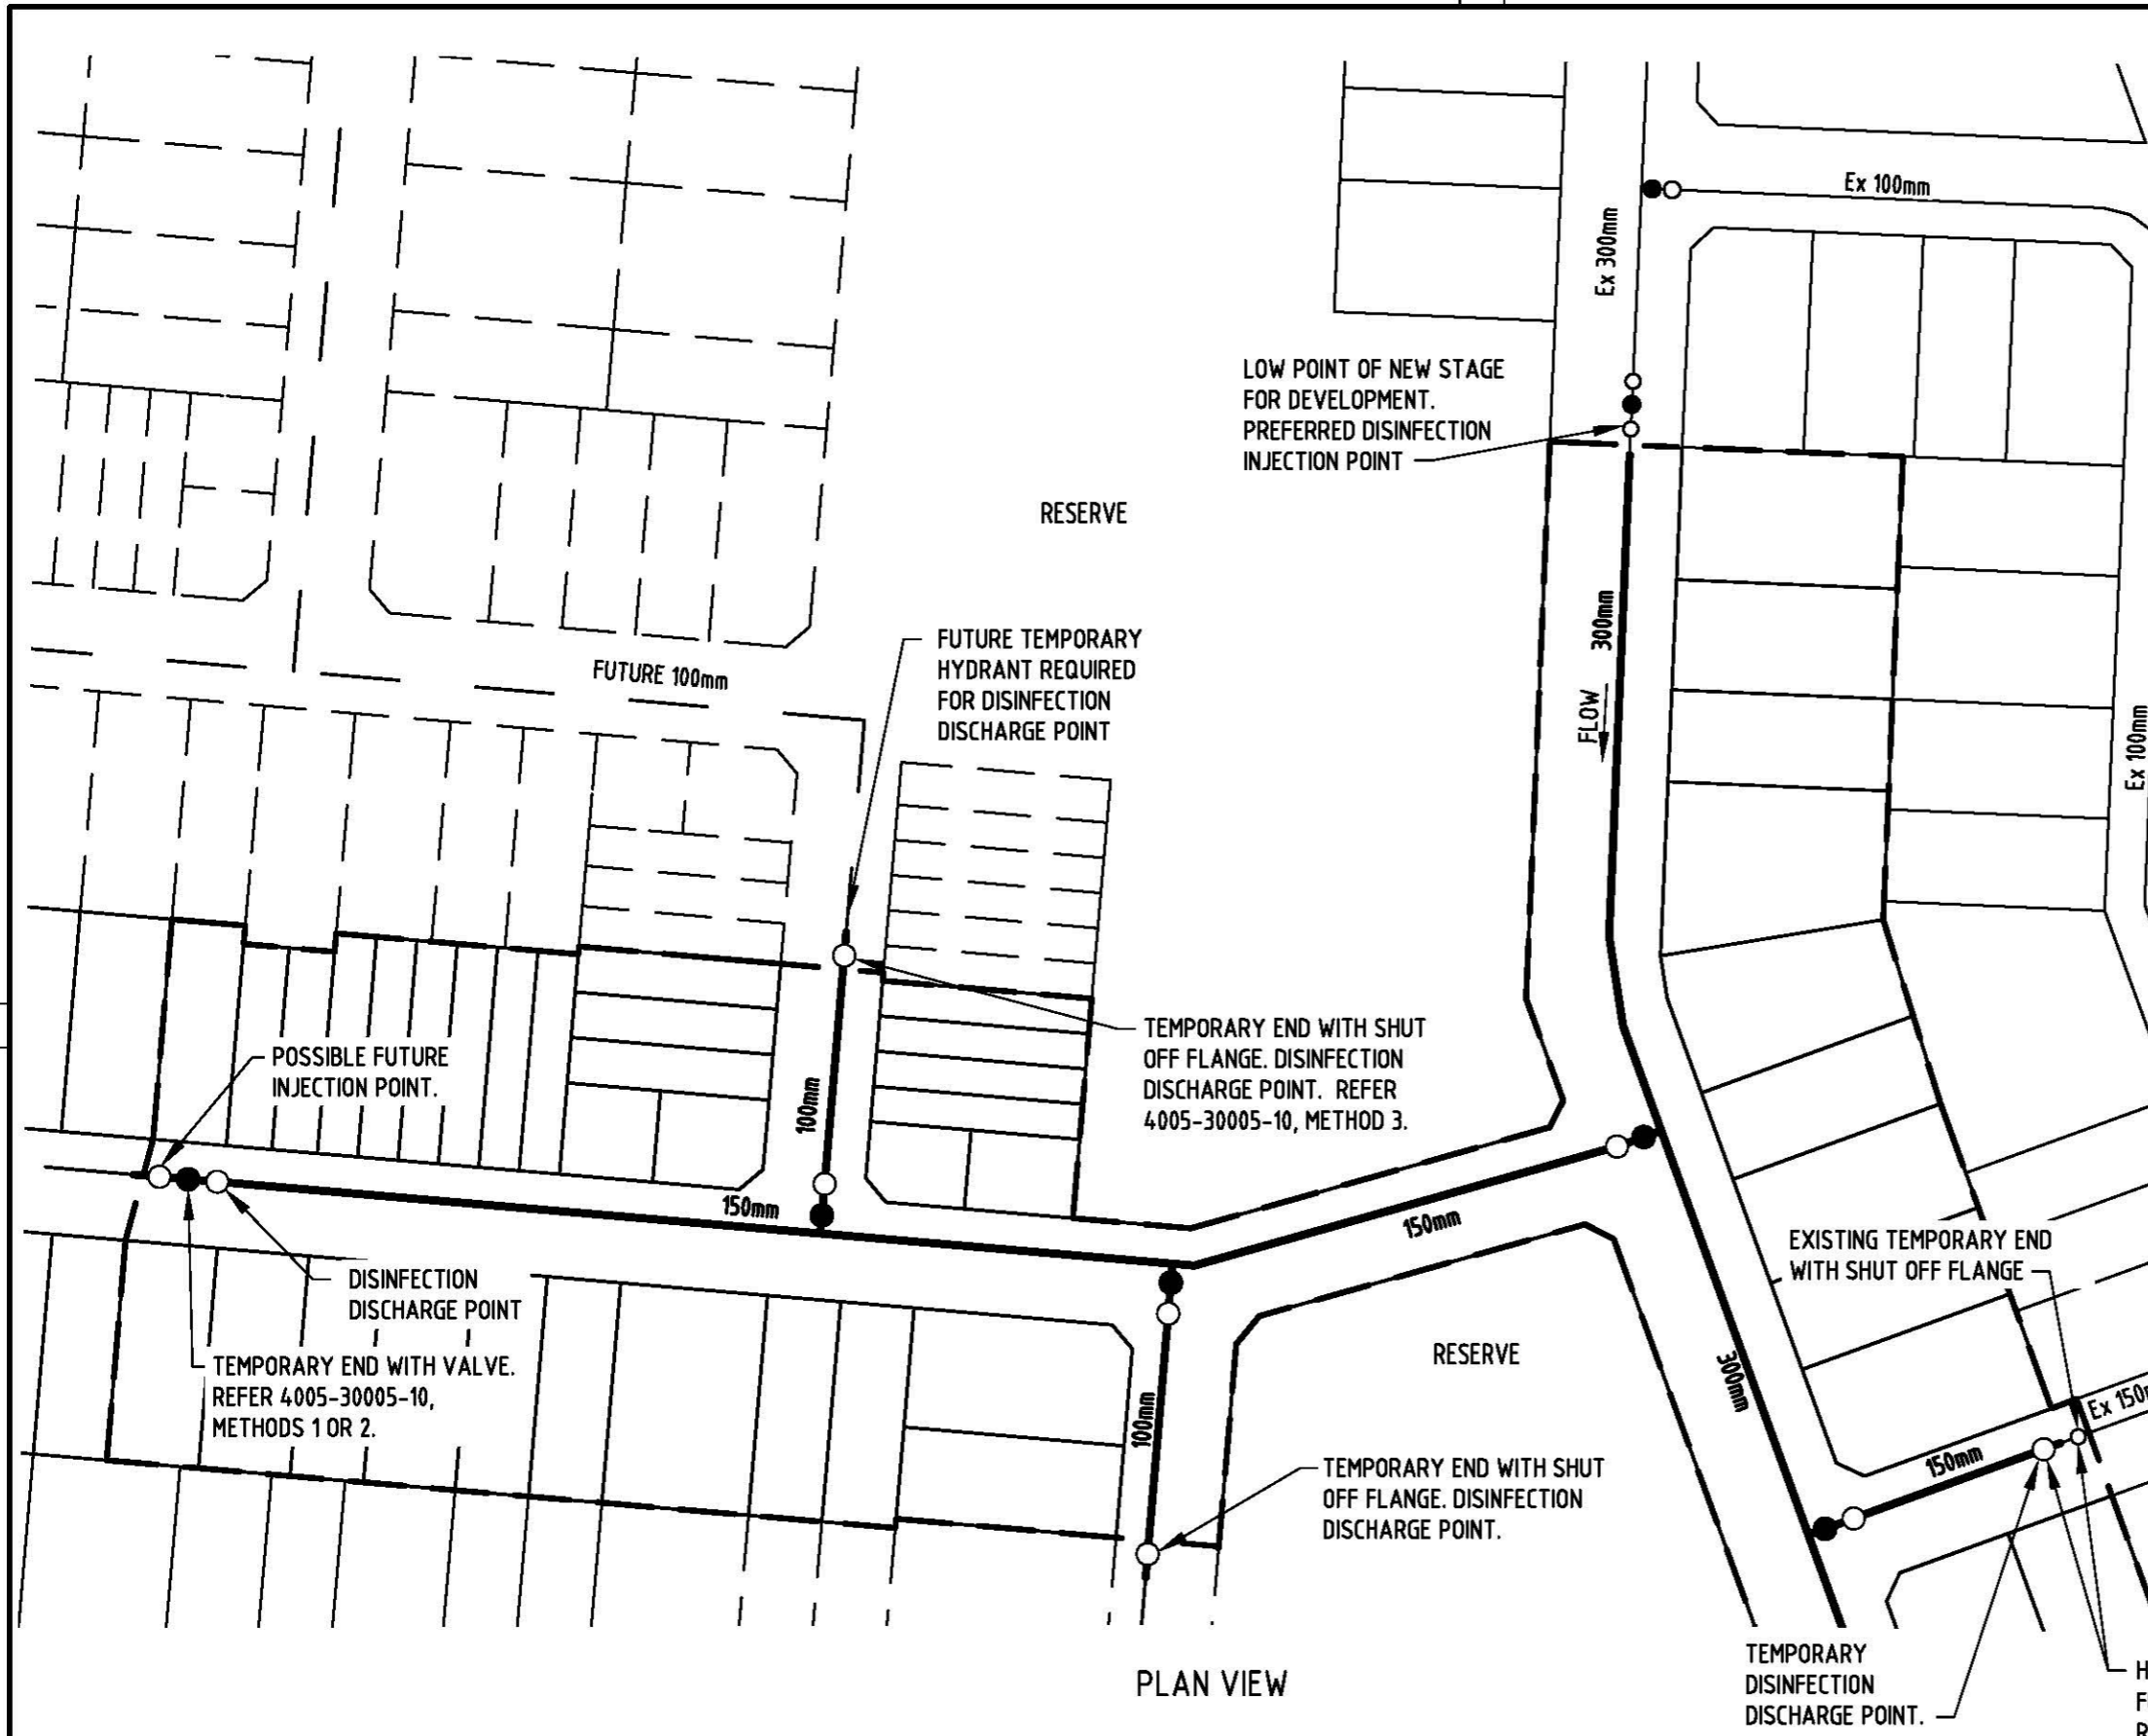 Ex 100mm
Ex 300mm
LOW POINT OF NEW STAGE
FOR DEVELOPMENT.
PREFERRED DISINFECTION
INJECTION POINT
RESERVE
300mm
FLOW
FUTURE TEMPORARY
HYDRANT REQUIRED
FOR DISINFECTION
DISCHARGE POINT
FUTURE 100mm
Ex 100mm
TEMPORARY END WITH SHUT
OFF FLANGE. DISINFECTION
DISCHARGE POINT. REFER
4005-30005-10, METHOD 3.
POSSIBLE FUTURE
INJECTION POINT.
100mm
150mm
150mm
EXISTING TEMPORARY END
WITH SHUT OFF FLANGE
DISINFECTION
DISCHARGE POINT
TEMPORARY END WITH VALVE.
REFER 4005-30005-10,
METHODS 1 OR 2.
RESERVE
300mm
100mm
Ex 150
150mm
TEMPORARY END WITH SHUT
OFF FLANGE. DISINFECTION
DISCHARGE POINT.
TEMPORARY
DISINFECTION
DISCHARGE POINT.
PLAN VIEW